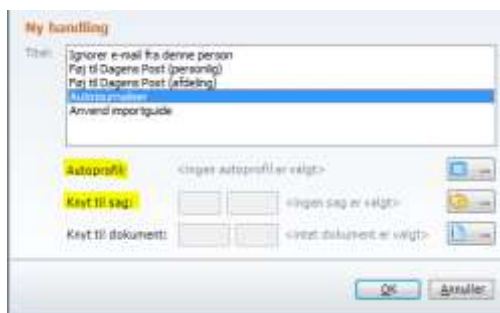 Ny handling
Titel:
Ignorer e-mail fra denne person
Føj til Dagens Post (personlig)
Føj til Dagens Post (afdeling)
Autojournaliser
Anvend importguide
Autoprofil: <ingen autoprofil er valgt>
Knyt til sag: <ingen sag er valgt>
Knyt til dokument: <intet dokument er valgt>
OK Annuller